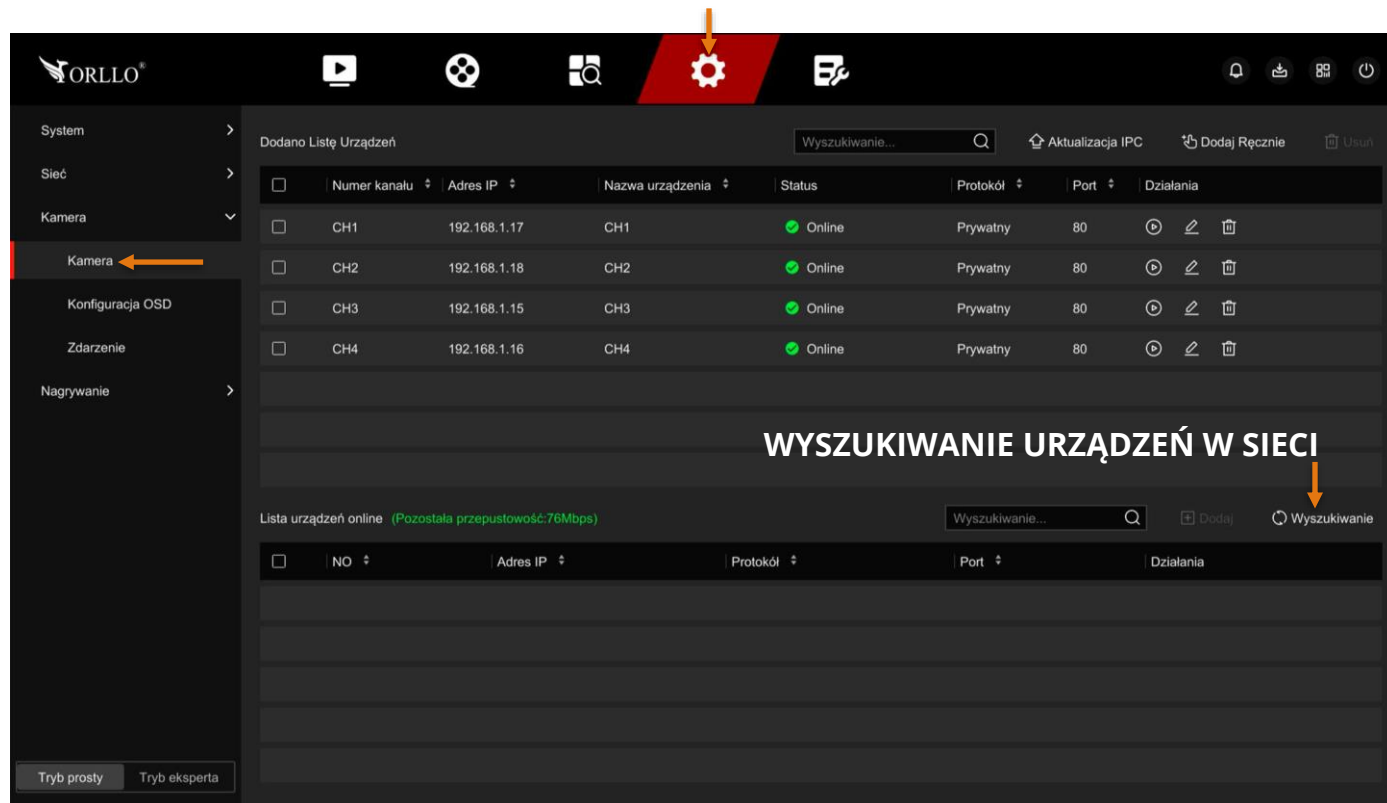 ORLLO®
System
Sieć
Kamera
Kamera
Konfiguracja OSD
Zdarzenie
Nagrywanie
Tryb prosty Tryb eksperta
Dodano Listę Urządzeń Wyszukiwanie... Aktualizacja IPC Dodaj Ręcznie Usuń
Numer kanału Adres IP Nazwa urządzenia Status Protokół Port Działania
CH1 192.168.1.17 CH1 Online Prywatny 80
CH2 192.168.1.18 CH2 Online Prywatny 80
CH3 192.168.1.15 CH3 Online Prywatny 80
CH4 192.168.1.16 CH4 Online Prywatny 80
WYSZUKIWANIE URZĄDZEŃ W SIECI
Lista urządzeń online (Pozostała przepustowość:76Mbps) Wyszukiwanie... Dodaj Wyszukiwanie
NO Adres IP Protokół Port Działania